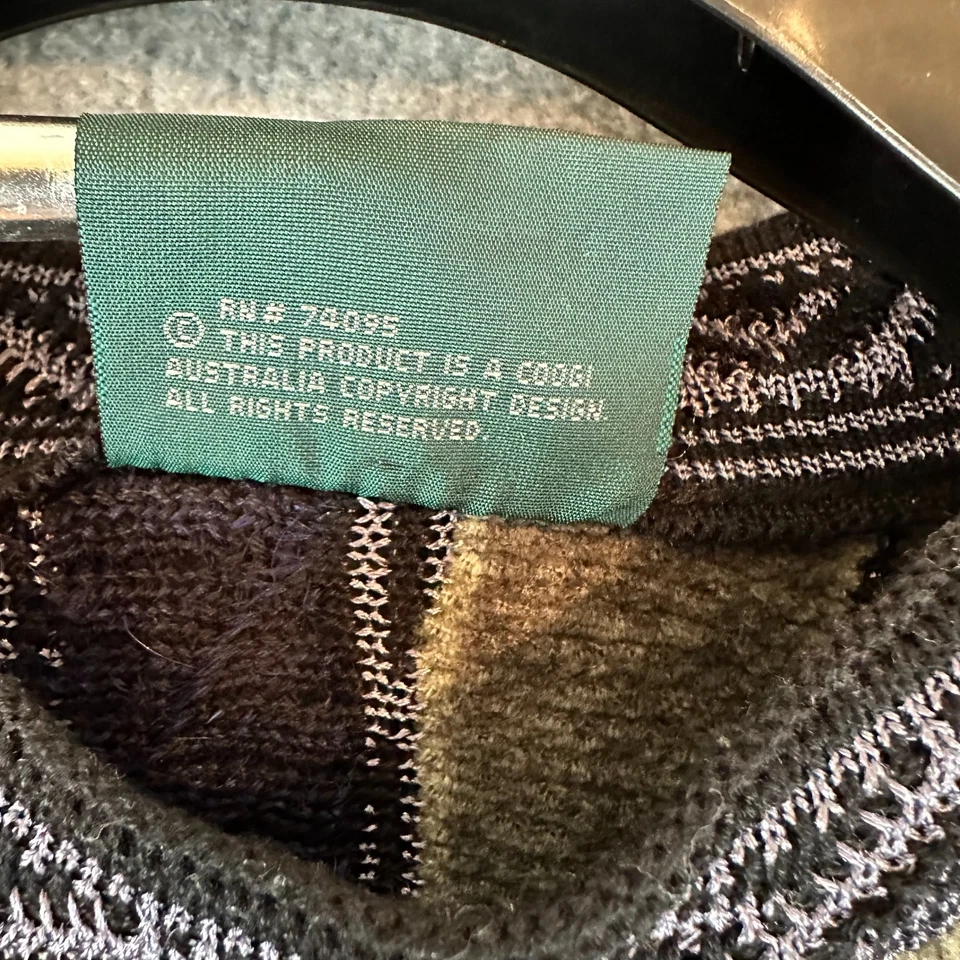 RN# 74095
© THIS PRODUCT IS A COOGI
AUSTRALIA COPYRIGHT DESIGN.
ALL RIGHTS RESERVED.